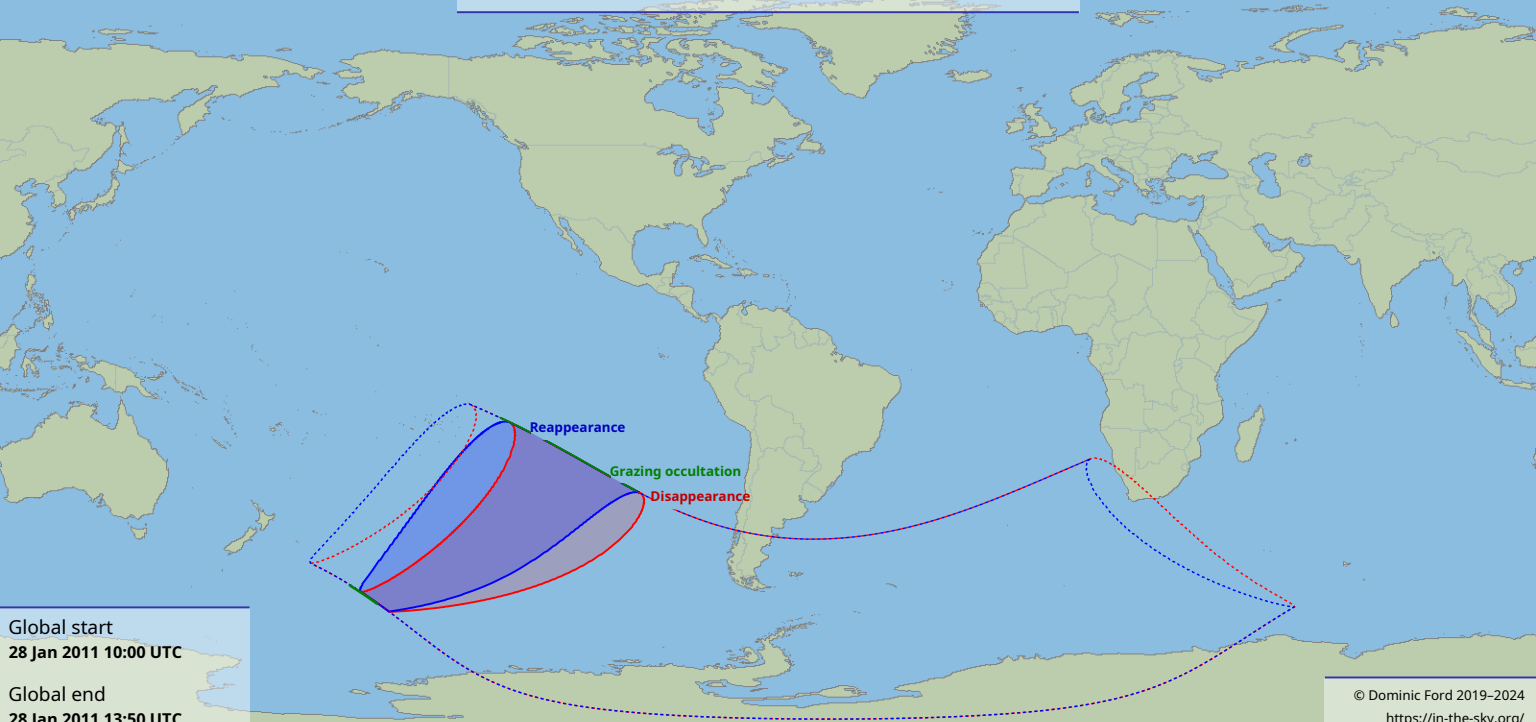 Reappearance
Grazing occultation
Disappearance
Global start
28 Jan 2011 10:00 UTC
Global end
28 Jan 2011 13:50 UTC
© Dominic Ford 2019–2024
https://in-the-sky.org/